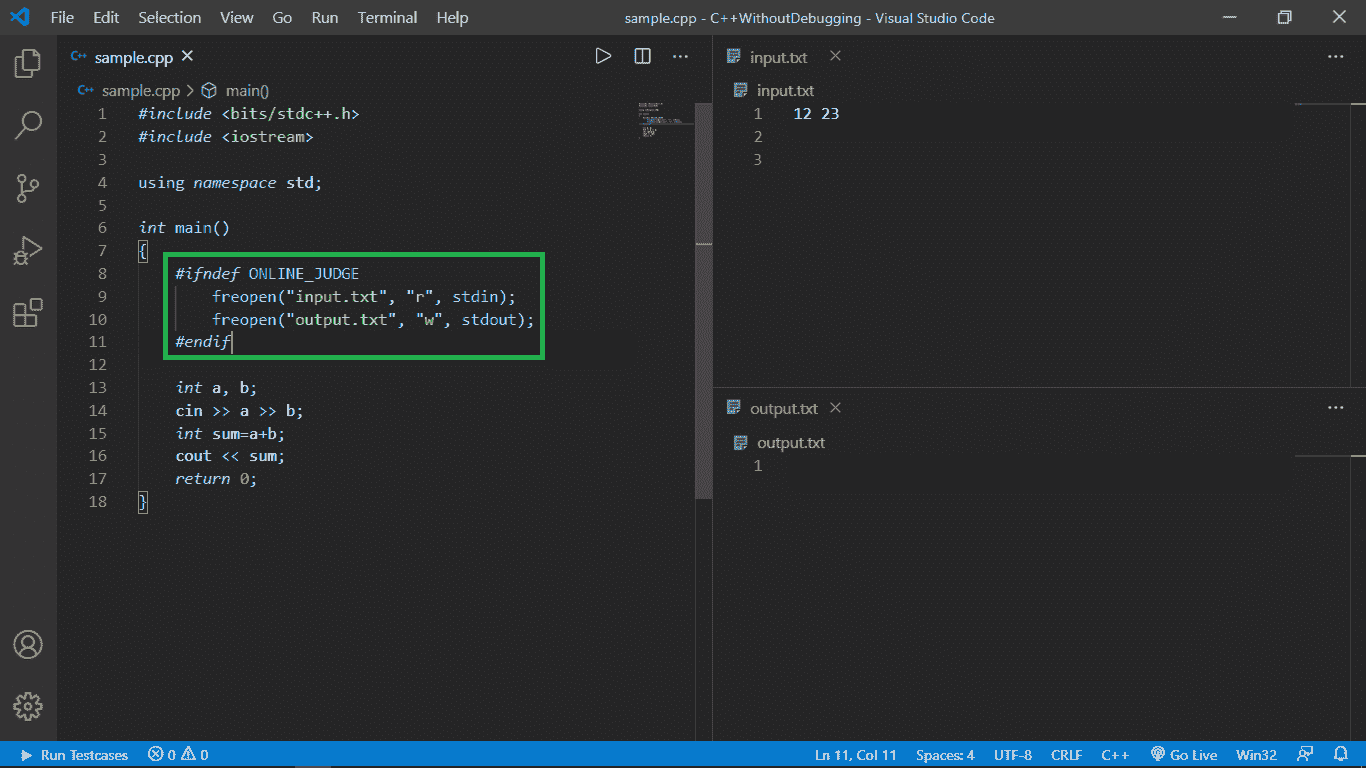 File Edit Selection View Go Run Terminal Help sample.cpp - C++WithoutDebugging - Visual Studio Code
C++ sample.cpp
C++ sample.cpp > main()
1 #include <bits/stdc++.h>
2 #include <iostream>
3
4 using namespace std;
5
6 int main()
7 {
8 #ifndef ONLINE_JUDGE
9 freopen("input.txt", "r", stdin);
10 freopen("output.txt", "w", stdout);
11 #endif
12
13 int a, b;
14 cin >> a >> b;
15 int sum=a+b;
16 cout << sum;
17 return 0;
18 }
input.txt
input.txt
1 12 23
2
3
output.txt
output.txt
1
Run Testcases 0 0 Ln 11, Col 11 Spaces: 4 UTF-8 CRLF C++ Go Live Win32